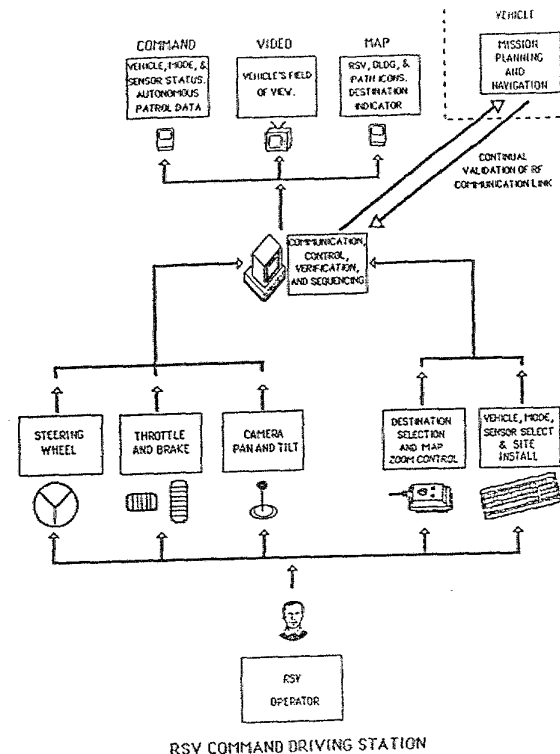 VEHICLE
COMMAND
VIDEO
MAP
VEHICLE, MODE, &
SENSOR STATUS.
AUTONOMOUS
PATROL DATA
VEHICLE'S FIELD
OF VIEW.
RSV, BLDG, &
PATH ICONS.
DESTINATION
INDICATOR
MISSION
PLANNING
AND
NAVIGATION
CONTINUAL
VALIDATION OF RF
COMMUNICATION LINK
COMMUNICATION,
CONTROL,
VERIFICATION,
AND SEQUENCING
STEERING
WHEEL
THROTTLE
AND BRAKE
CAMERA
PAN AND TILT
DESTINATION
SELECTION
AND MAP
ZOOM CONTROL
VEHICLE, MODE,
SENSOR SELECT
& SITE
INSTALL
RSV
OPERATOR
RSV COMMAND DRIVING STATION